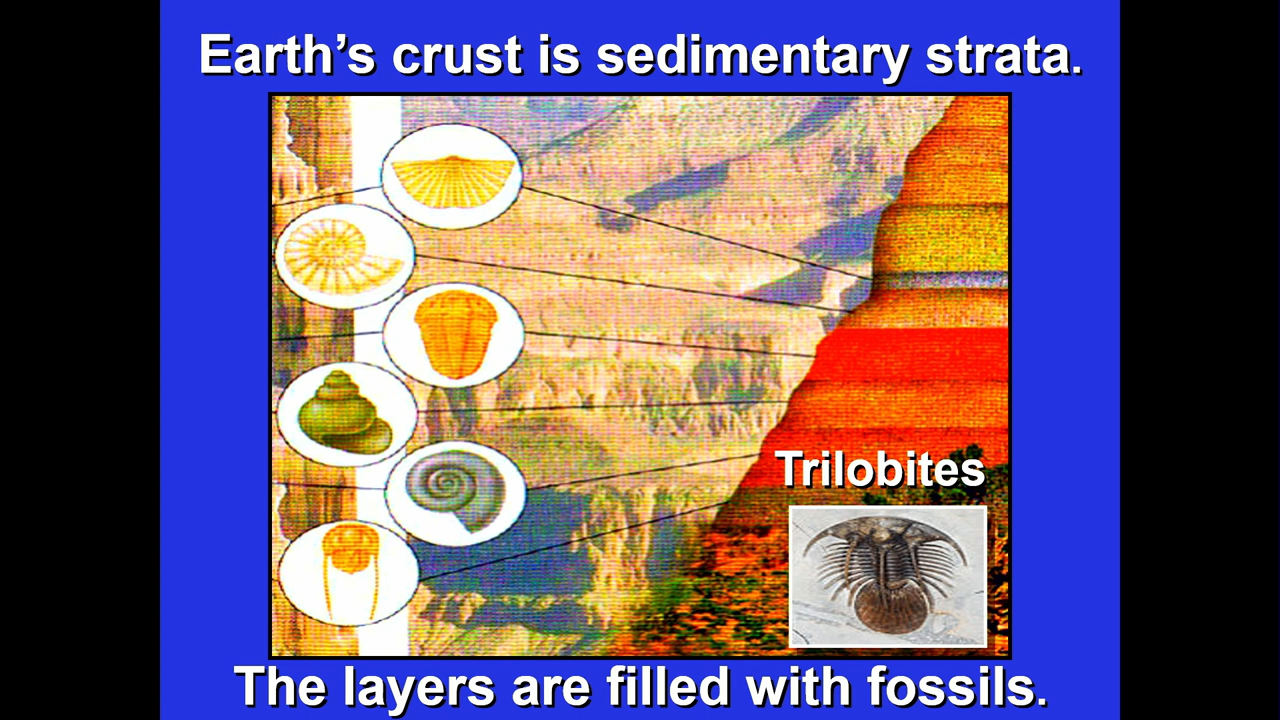 Earth's crust is sedimentary strata.
Trilobites
The layers are filled with fossils.